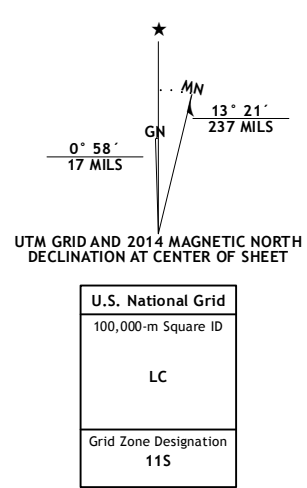 ★
MN
GN
13° 21´
237 MILS
0° 58´
17 MILS
UTM GRID AND 2014 MAGNETIC NORTH
DECLINATION AT CENTER OF SHEET
U.S. National Grid
100,000-m Square ID
LC
Grid Zone Designation
11S